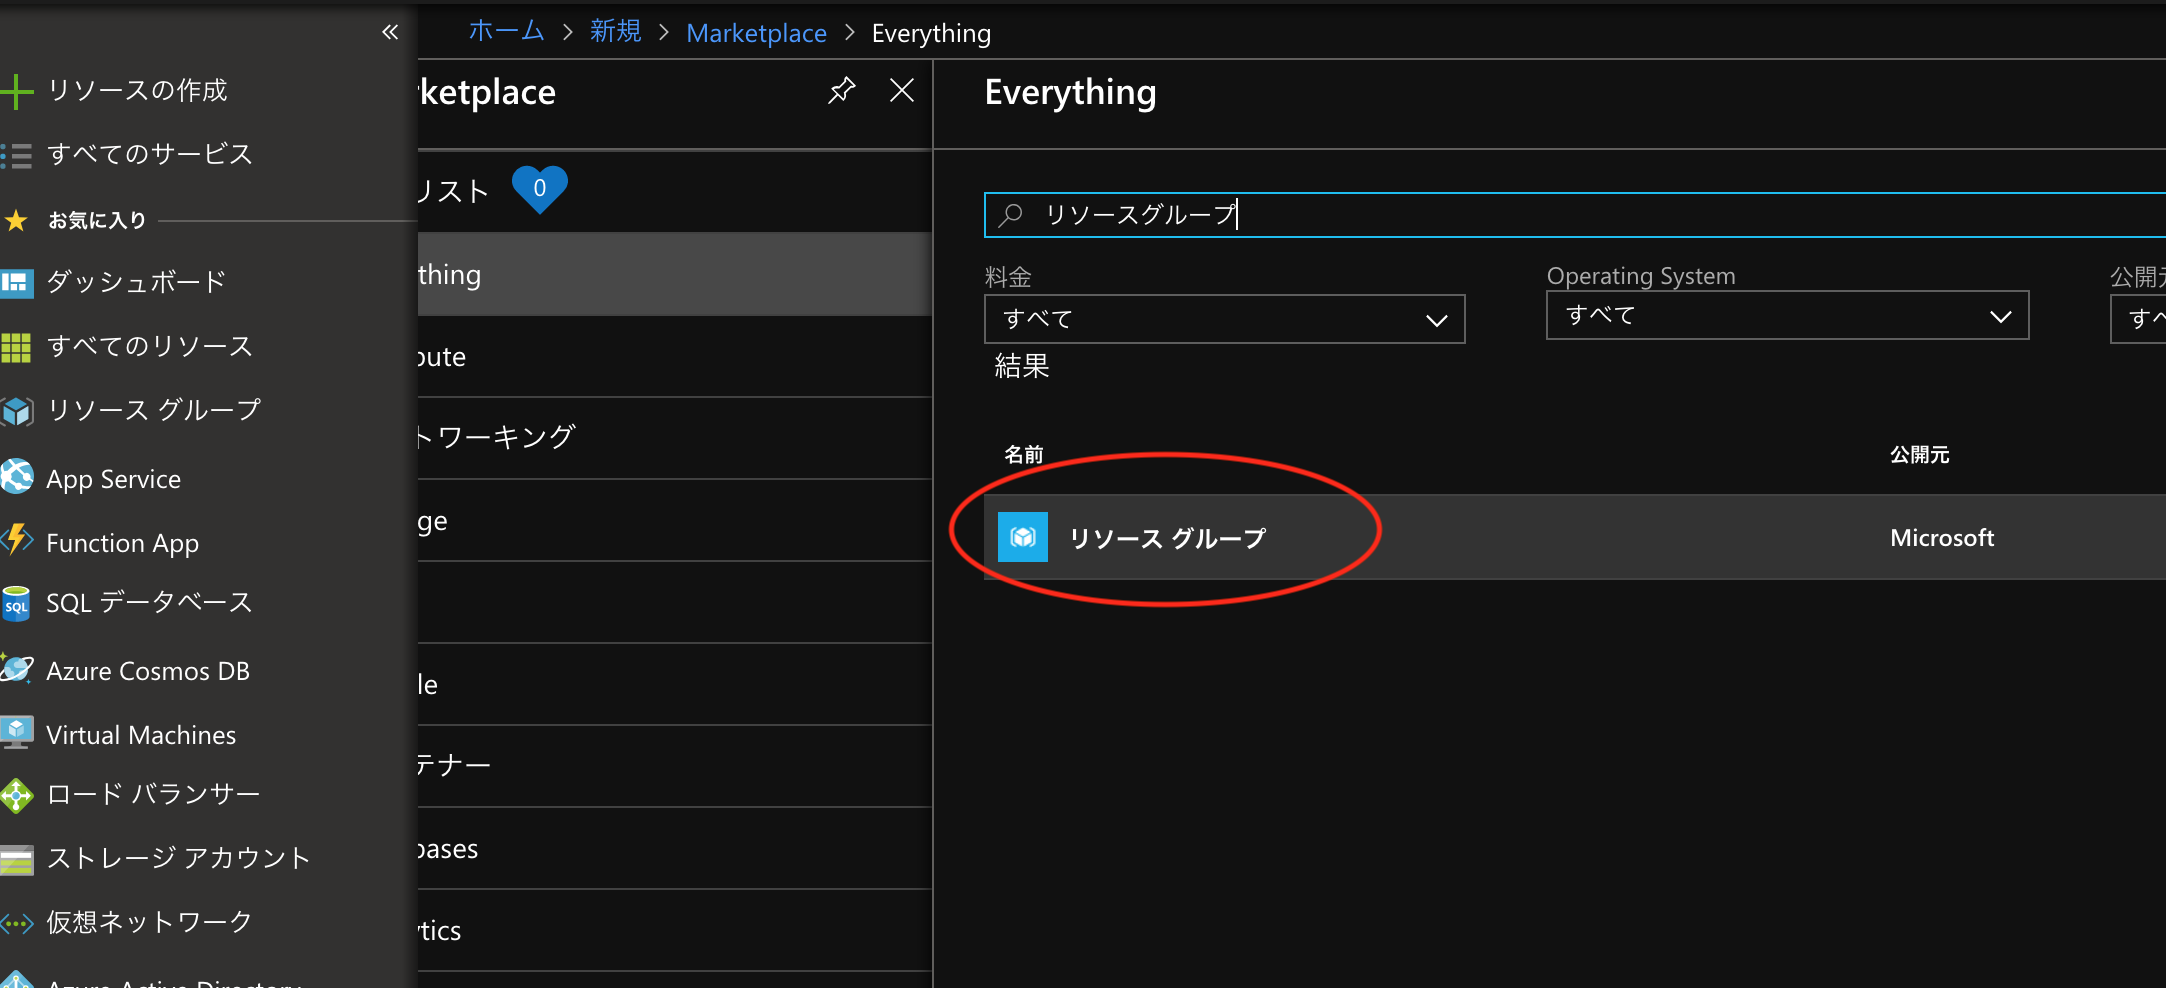 ホーム > 新規 > Marketplace > Everything
«
リソースの作成
すべてのサービス
お気に入り
ダッシュボード
すべてのリソース
リソース グループ
App Service
Function App
SQL データベース
Azure Cosmos DB
Virtual Machines
ロード バランサー
ストレージ アカウント
仮想ネットワーク
Azure Active Directory
ketplace
リスト 0
thing
oute
トワーキング
ge
le
テナー
bases
ytics
Everything
リソースグループ
料金
すべて
Operating System
すべて
公開元
すべ
結果
名前 公開元
リソース グループ Microsoft